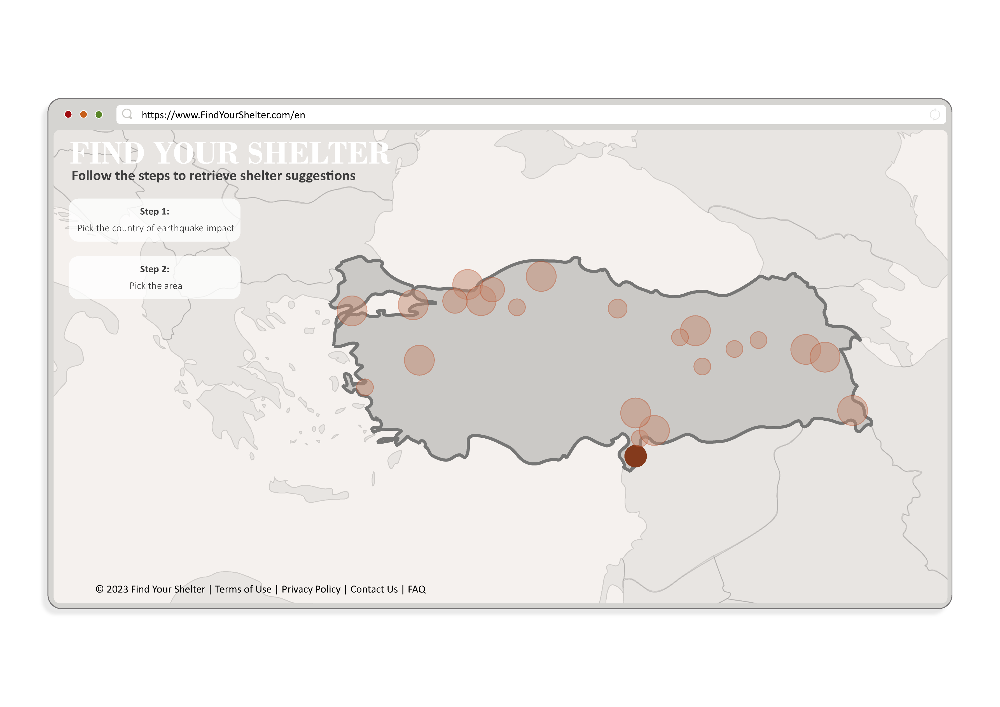 https://www.FindYourShelter.com/en
FIND YOUR SHELTER
Follow the steps to retrieve shelter suggestions
Step 1:
Pick the country of earthquake impact
Step 2:
Pick the area
© 2023 Find Your Shelter | Terms of Use | Privacy Policy | Contact Us | FAQ